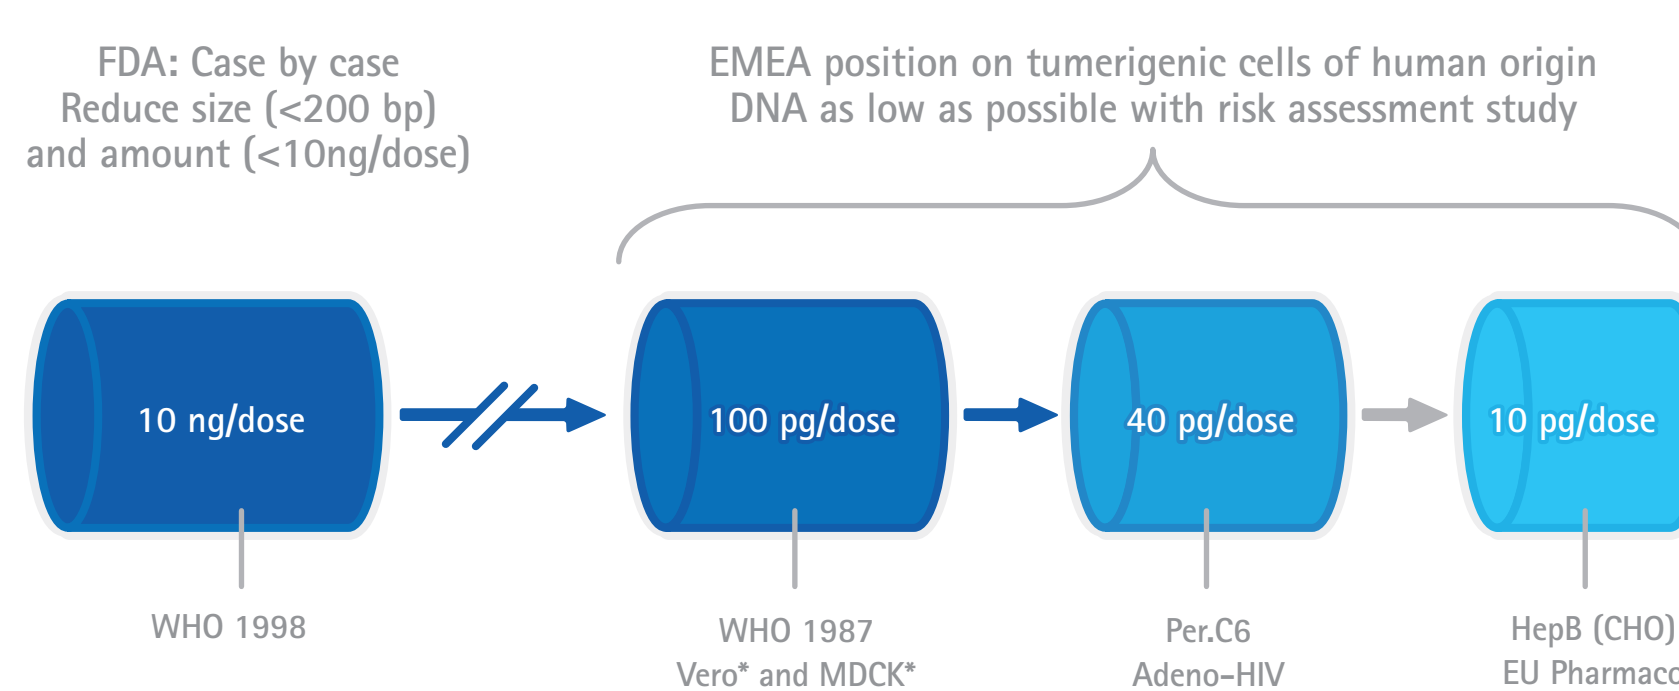 FDA: Case by case
Reduce size (<200 bp)
and amount (<10ng/dose)
EMEA position on tumerigenic cells of human origin
DNA as low as possible with risk assessment study
10 ng/dose
100 pg/dose
40 pg/dose
10 pg/dose
WHO 1998
WHO 1987
Vero* and MDCK*
Per.C6
Adeno-HIV
HepB (CHO)
EU Pharmaco